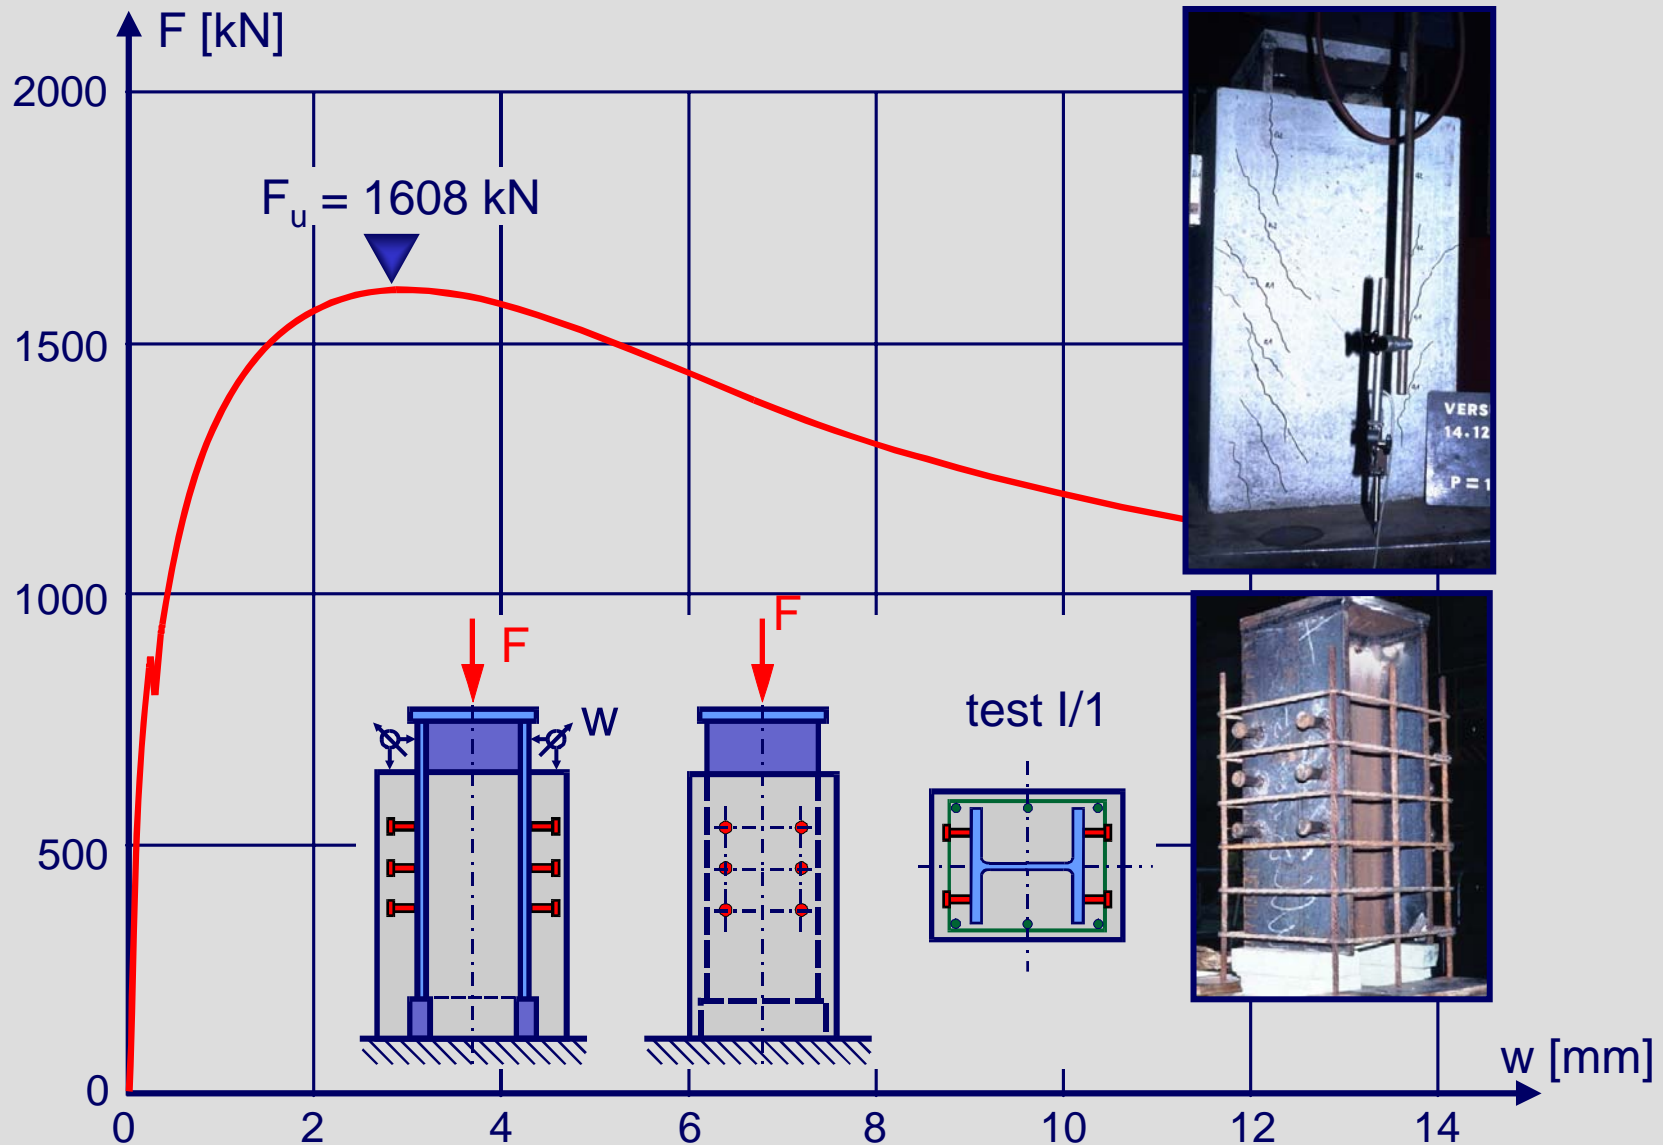 F [kN]
2000
F_u = 1608 kN
1500
VERS
14.12
P = 1
1000
F
F
w
test I/1
500
w [mm]
0
0 2 4 6 8 10 12 14